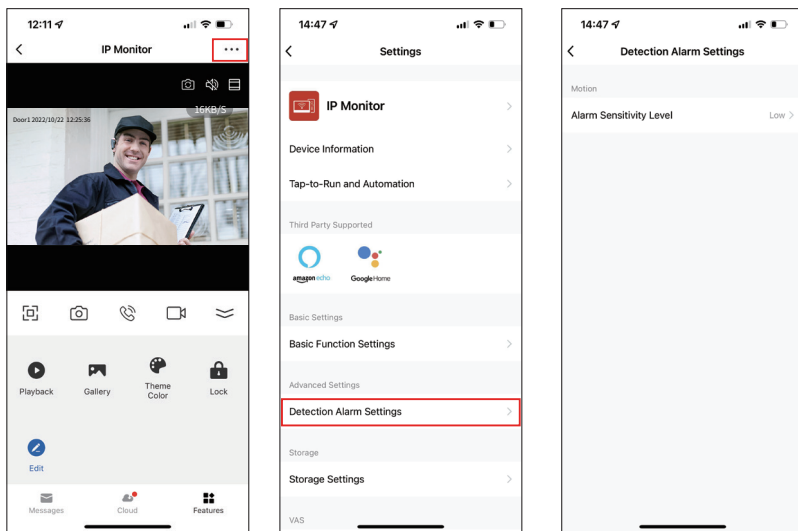 12:11
IP Monitor
16KB/S
Door1 2022/10/22 12:25:36
Playback
Gallery
Theme
Color
Lock
Edit
Messages
Cloud
Features
14:47
Settings
IP Monitor
Device Information
Tap-to-Run and Automation
Third Party Supported
amazon echo
Google Home
Basic Settings
Basic Function Settings
Advanced Settings
Detection Alarm Settings
Storage
Storage Settings
VAS
14:47
Detection Alarm Settings
Motion
Alarm Sensitivity Level
Low